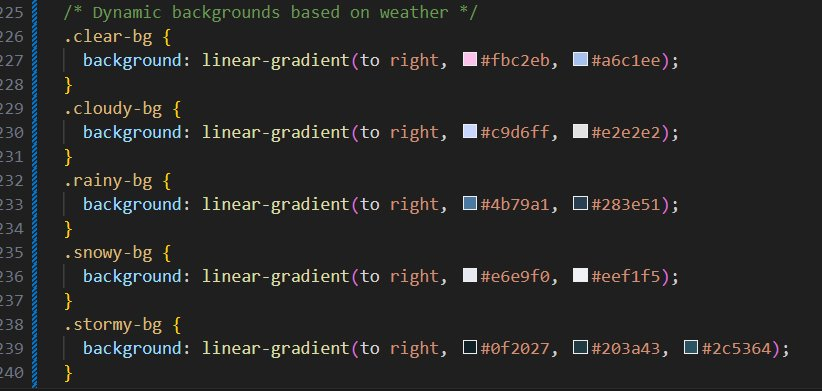 225 /* Dynamic backgrounds based on weather */
226 .clear-bg {
227 background: linear-gradient(to right, #fbc2eb, #a6c1ee);
228 }
229 .cloudy-bg {
230 background: linear-gradient(to right, #c9d6ff, #e2e2e2);
231 }
232 .rainy-bg {
233 background: linear-gradient(to right, #4b79a1, #283e51);
234 }
235 .snowy-bg {
236 background: linear-gradient(to right, #e6e9f0, #eef1f5);
237 }
238 .stormy-bg {
239 background: linear-gradient(to right, #0f2027, #203a43, #2c5364);
240 }